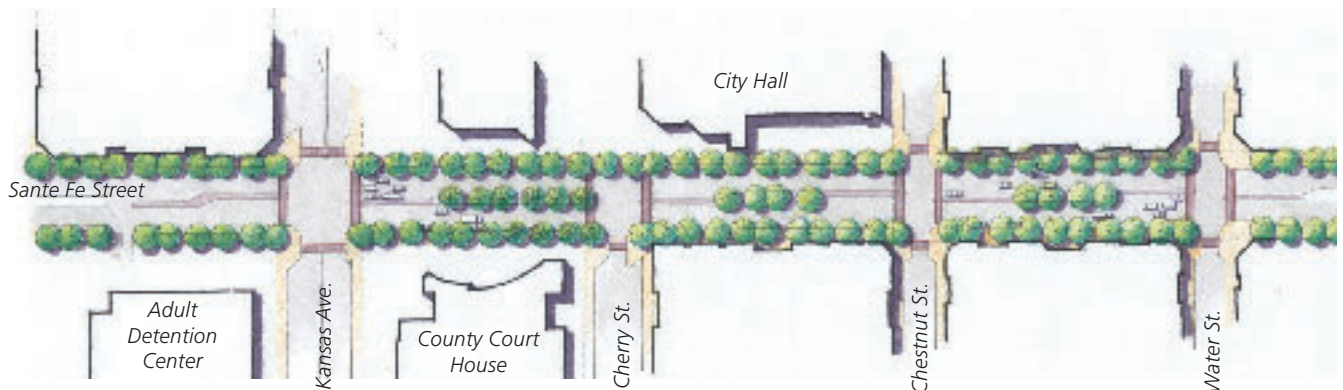 City Hall
Sante Fe Street
Adult
Detention
Center
Kansas Ave.
County Court
House
Cherry St.
Chestnut St.
Water St.